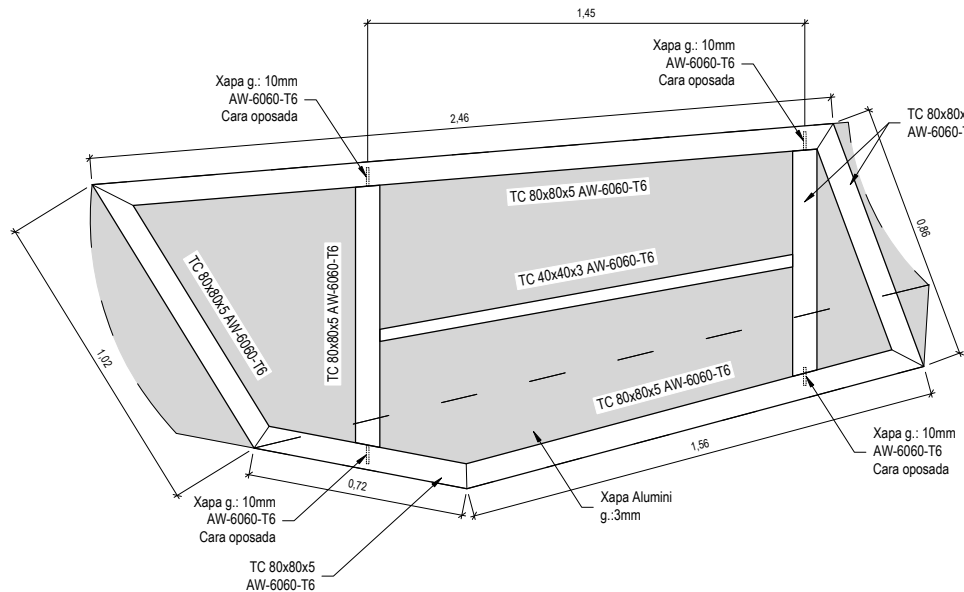 1,45
Xapa g.: 10mm
AW-6060-T6
Cara oposada
Xapa g.: 10mm
AW-6060-T6
Cara oposada
2,46
TC 80x80x
AW-6060-T
TC 80x80x5 AW-6060-T6
0,86
TC 80x80x5 AW-6060-T6
TC 80x80x5 AW-6060-T6
TC 40x40x3 AW-6060-T6
1,02
TC 80x80x5 AW-6060-T6
Xapa g.: 10mm
AW-6060-T6
Cara oposada
1,56
0,72
Xapa g.: 10mm
AW-6060-T6
Cara oposada
Xapa Alumini
g.:3mm
TC 80x80x5
AW-6060-T6